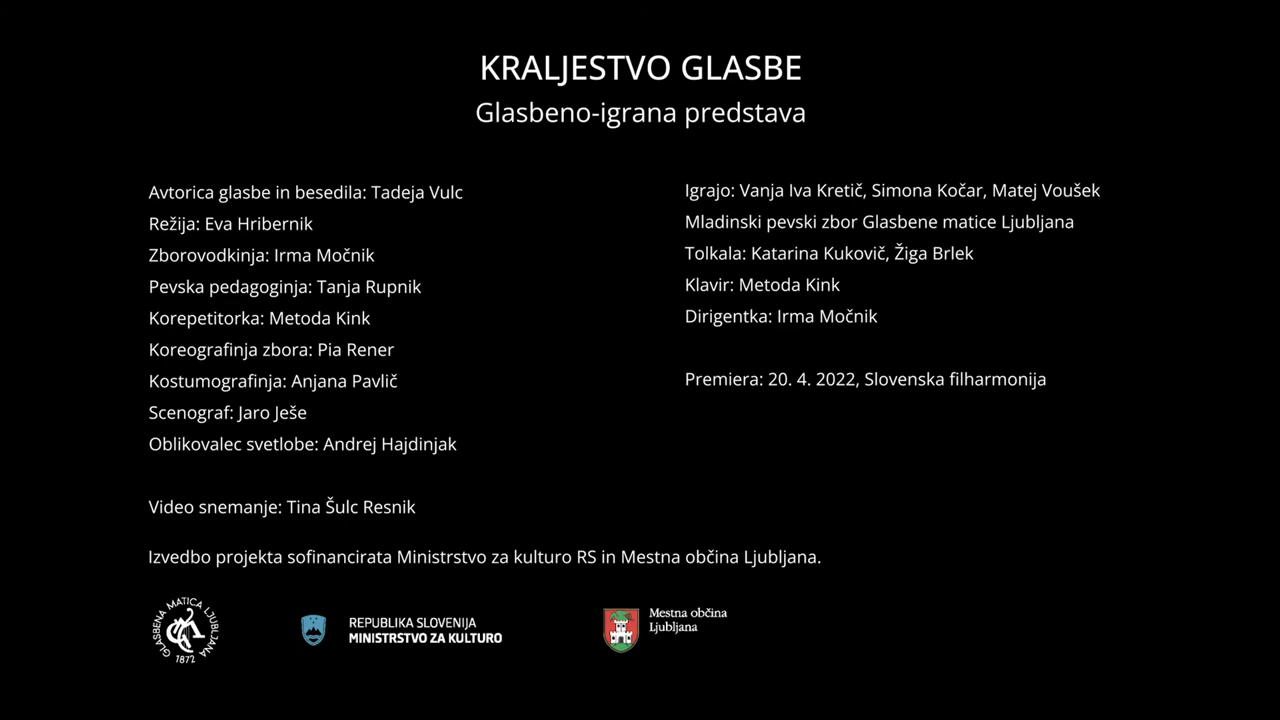 KRALJESTVO GLASBE
Glasbeno-igrana predstava
Avtorica glasbe in besedila: Tadeja Vulc
Režija: Eva Hribernik
Zborovodkinja: Irma Močnik
Pevska pedagoginja: Tanja Rupnik
Korepetitorka: Metoda Kink
Koreografinja zbora: Pia Rener
Kostumografinja: Anjana Pavlič
Scenograf: Jaro Ješe
Oblikovalec svetlobe: Andrej Hajdinjak
Video snemanje: Tina Šulc Resnik
Igrajo: Vanja Iva Kretič, Simona Kočar, Matej Voušek
Mladinski pevski zbor Glasbene matice Ljubljana
Tolkala: Katarina Kukovič, Žiga Brlek
Klavir: Metoda Kink
Dirigentka: Irma Močnik
Premiera: 20. 4. 2022, Slovenska filharmonija
Izvedbo projekta sofinancirata Ministrstvo za kulturo RS in Mestna občina Ljubljana.
GLASBENA MATICA LJUBLJANA
1872
REPUBLIKA SLOVENIJA
MINISTRSTVO ZA KULTURO
Mestna občina
Ljubljana